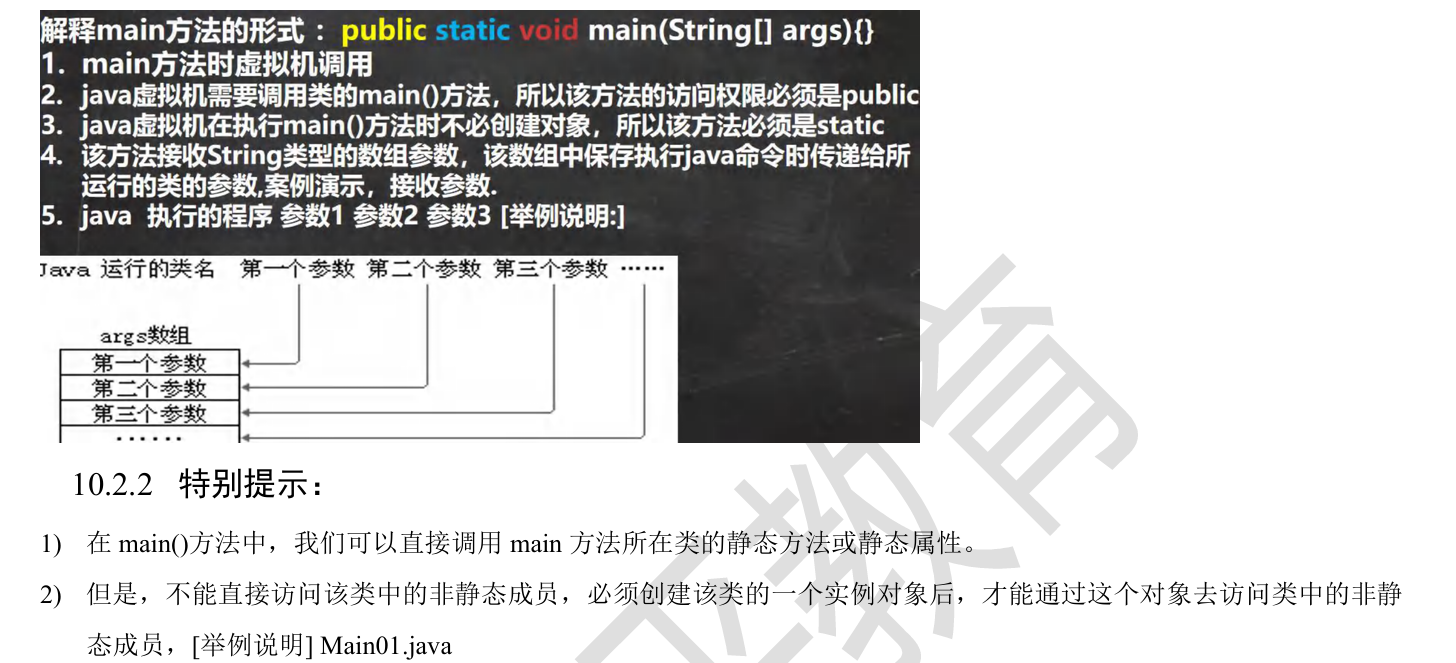 解释main方法的形式： public static void main(String[] args){}
1. main方法时虚拟机调用
2. java虚拟机需要调用类的main()方法，所以该方法的访问权限必须是public
3. java虚拟机在执行main()方法时不必创建对象，所以该方法必须是static
4. 该方法接收String类型的数组参数，该数组中保存执行java命令时传递给所
运行的类的参数,案例演示，接收参数.
5. java 执行的程序 参数1 参数2 参数3 [举例说明:]
Java 运行的类名 第一个参数 第二个参数 第三个参数 ……
args数组
第一个参数
第二个参数
第三个参数
……
10.2.2 特别提示：
1) 在 main()方法中，我们可以直接调用 main 方法所在类的静态方法或静态属性。
2) 但是，不能直接访问该类中的非静态成员，必须创建该类的一个实例对象后，才能通过这个对象去访问类中的非静
态成员，[举例说明] Main01.java
教育